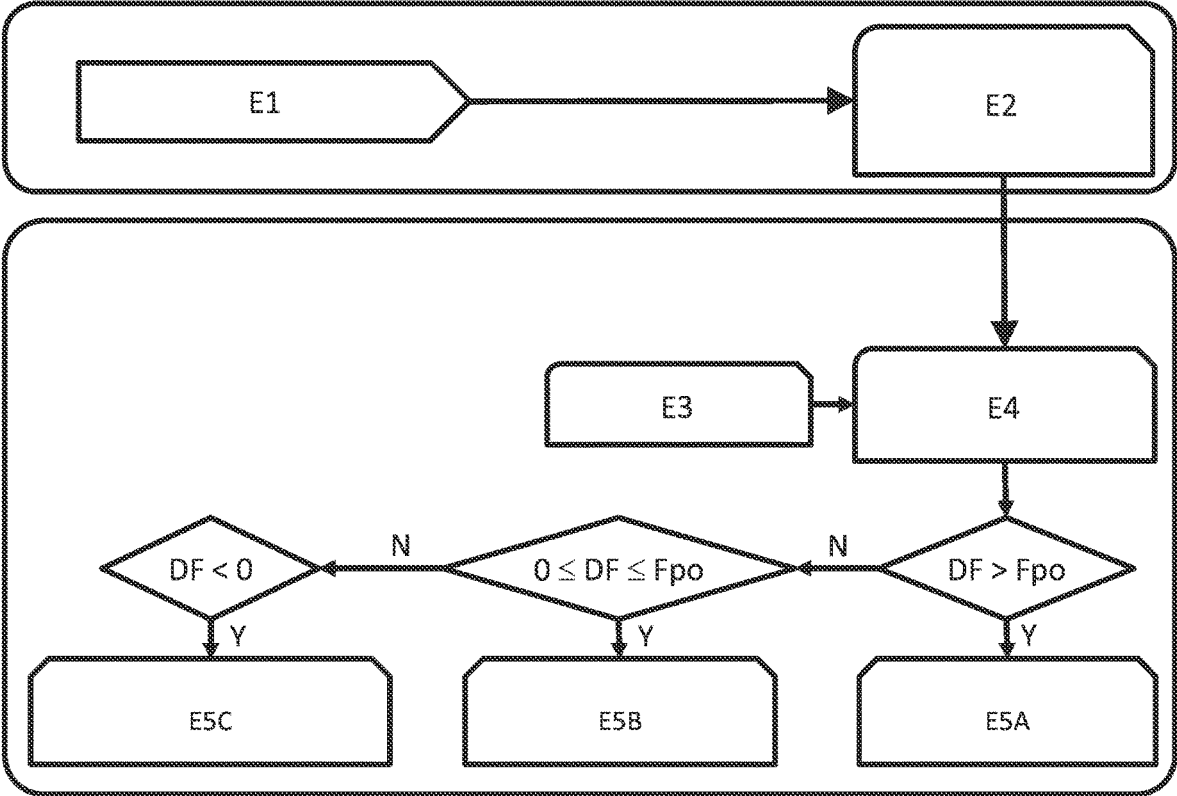 E1
E2
E3
E4
DF < 0
N
0 ≤ DF ≤ Fpo
N
DF > Fpo
Y
Y
Y
E5C
E5B
E5A